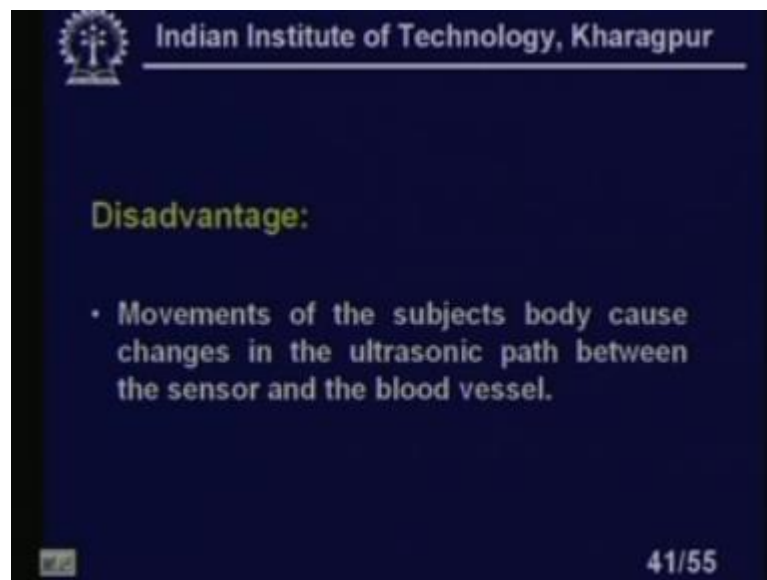 Indian Institute of Technology, Kharagpur
Disadvantage:
• Movements of the subjects body cause
changes in the ultrasonic path between
the sensor and the blood vessel.
41/55